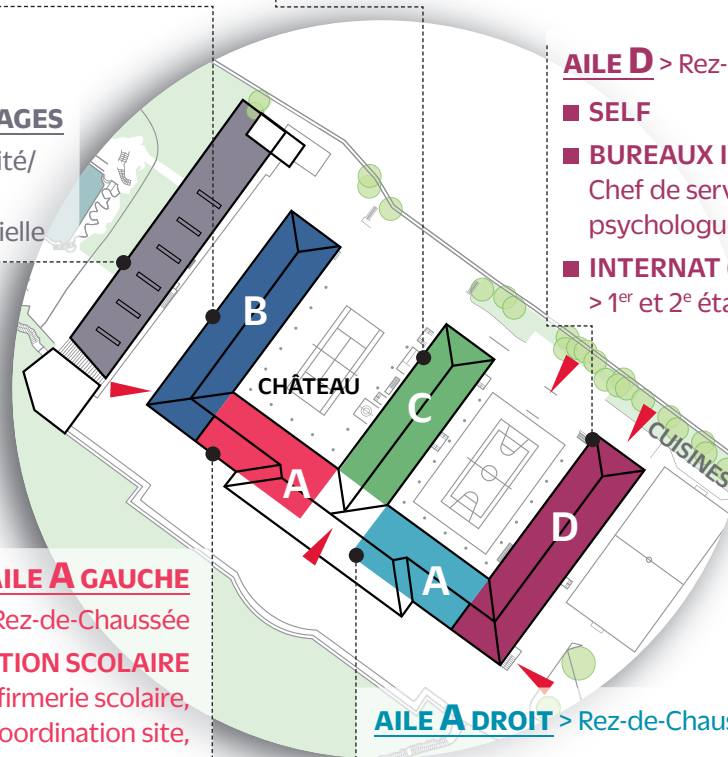 AGES
ité/
ielle
AILE D > Rez-
■ SELF
■ BUREAUX I
Chef de serv
psychologu
■ INTERNAT
> 1er et 2e éta
B
CHÂTEAU
C
A
A
D
CUISINES
AILE A GAUCHE
Rez-de-Chaussée
TION SCOLAIRE
firmerie scolaire,
oordination site,
AILE A DROIT > Rez-de-Chaus